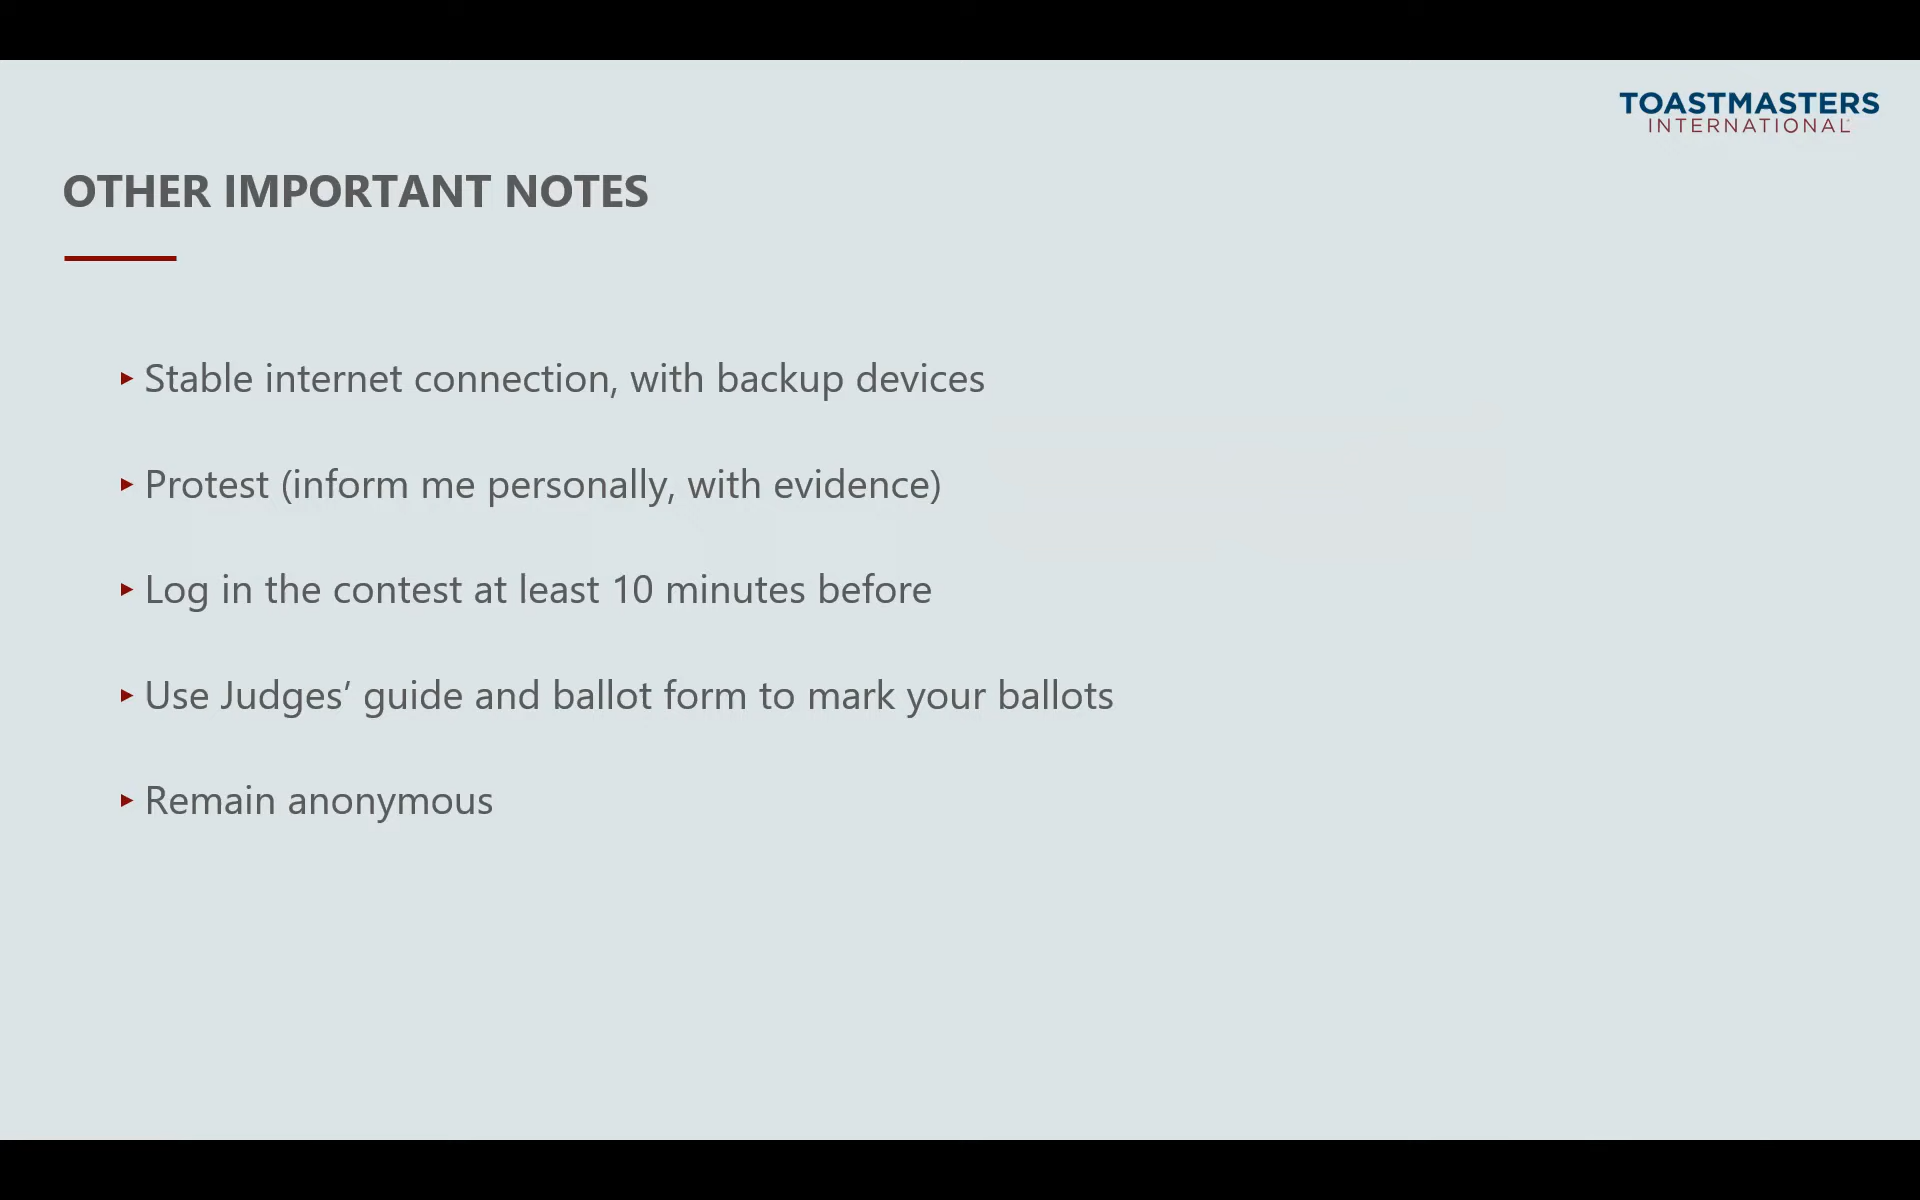 TOASTMASTERS
INTERNATIONAL
OTHER IMPORTANT NOTES
▸ Stable internet connection, with backup devices
▸ Protest (inform me personally, with evidence)
▸ Log in the contest at least 10 minutes before
▸ Use Judges’ guide and ballot form to mark your ballots
▸ Remain anonymous